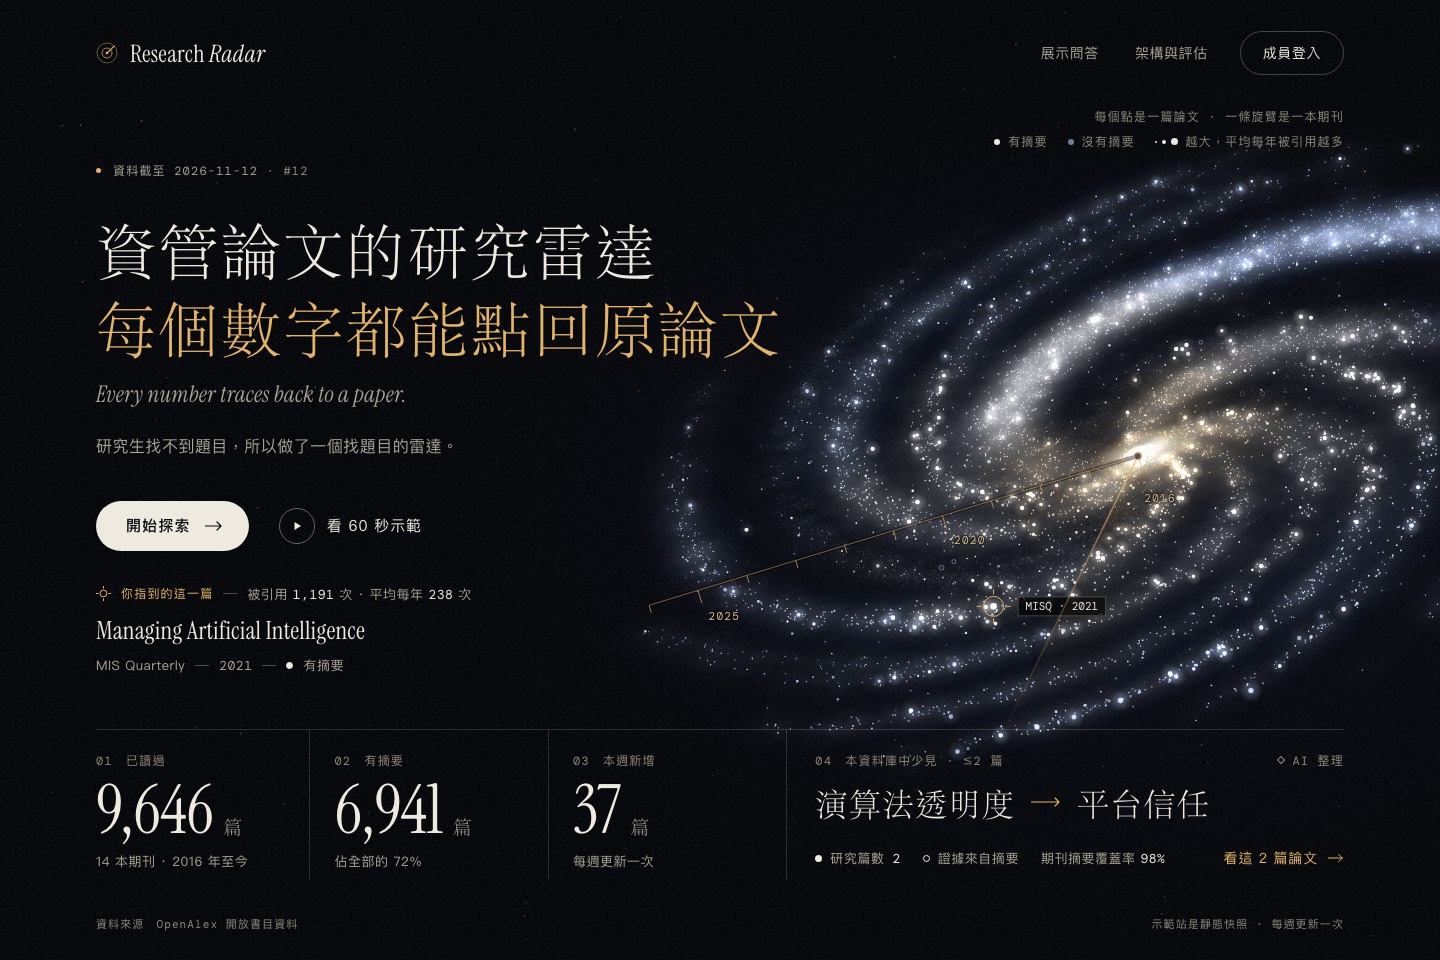 Research Radar
展示問答 架構與評估 成員登入
每個點是一篇論文 · 一條旋臂是一本期刊
有摘要 沒有摘要 越大，平均每年被引用越多
資料截至 2026-11-12 · #12
資管論文的研究雷達
每個數字都能點回原論文
Every number traces back to a paper.
研究生找不到題目，所以做了一個找題目的雷達。
開始探索 → 看 60 秒示範
2016
2020
2025
MISQ · 2021
你指到的這一篇 — 被引用 1,191 次 · 平均每年 238 次
Managing Artificial Intelligence
MIS Quarterly — 2021 — 有摘要
01 已讀過
9,646 篇
14 本期刊 · 2016 年至今
02 有摘要
6,941 篇
佔全部的 72%
03 本週新增
37 篇
每週更新一次
04 本資料庫中少見 · ≤2 篇 ◇ AI 整理
演算法透明度 → 平台信任
研究篇數 2 證據來自摘要 期刊摘要覆蓋率 98% 看這 2 篇論文 →
資料來源 OpenAlex 開放書目資料
示範站是靜態快照 · 每週更新一次